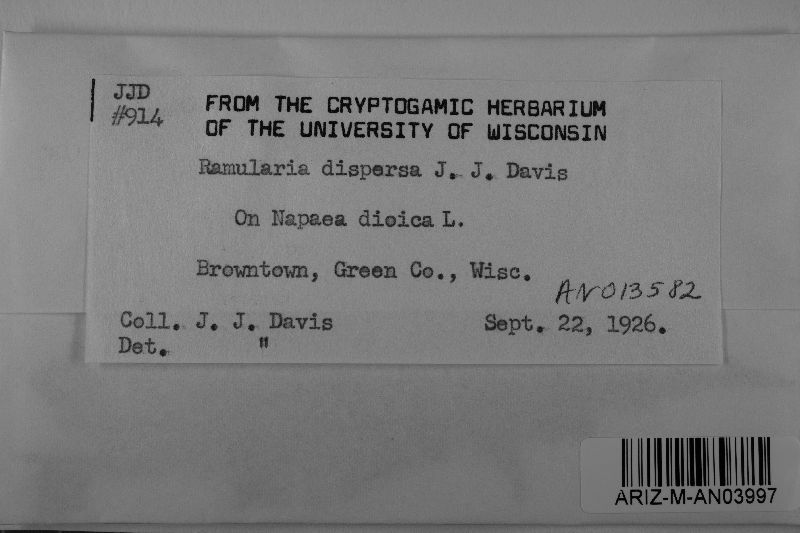 JJD
#914
FROM THE CRYPTOGAMIC HERBARIUM
OF THE UNIVERSITY OF WISCONSIN
Ramularia dispersa J. J. Davis
On Napaea dioica L.
Browntown, Green Co., Wisc.
AN013582
Coll. J. J. Davis Sept. 22, 1926.
Det. "
ARIZ-M-AN03997